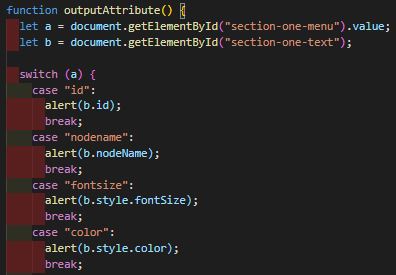 function outputAttribute() {
  let a = document.getElementById("section-one-menu").value;
  let b = document.getElementById("section-one-text");

  switch (a) {
    case "id":
      alert(b.id);
      break;
    case "nodename":
      alert(b.nodeName);
      break;
    case "fontsize":
      alert(b.style.fontSize);
      break;
    case "color":
      alert(b.style.color);
      break;